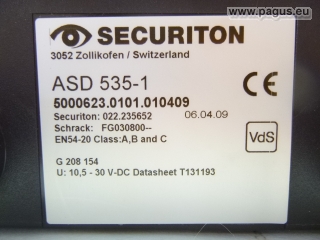 www.pagus.eu
SECURITON
3052 Zollikofen / Switzerland
ASD 535-1
5000623.0101.010409
Securiton: 022.235652 06.04.09
Schrack: FG030800--
EN54-20 Class:A,B and C
VdS
G 208 154
U: 10,5 - 30 V-DC Datasheet T131193